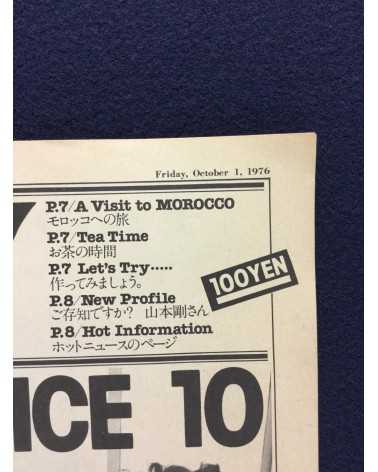 Friday, October 1, 1976
P.7/A Visit to MOROCCO
モロッコへの旅
P.7/Tea Time
お茶の時間
P.7 Let's Try·····
作ってみましょう。
P.8/New Profile
ご存知ですか? 山本剛さん
P.8/Hot Information
ホットニュースのページ
100YEN
ICE 10